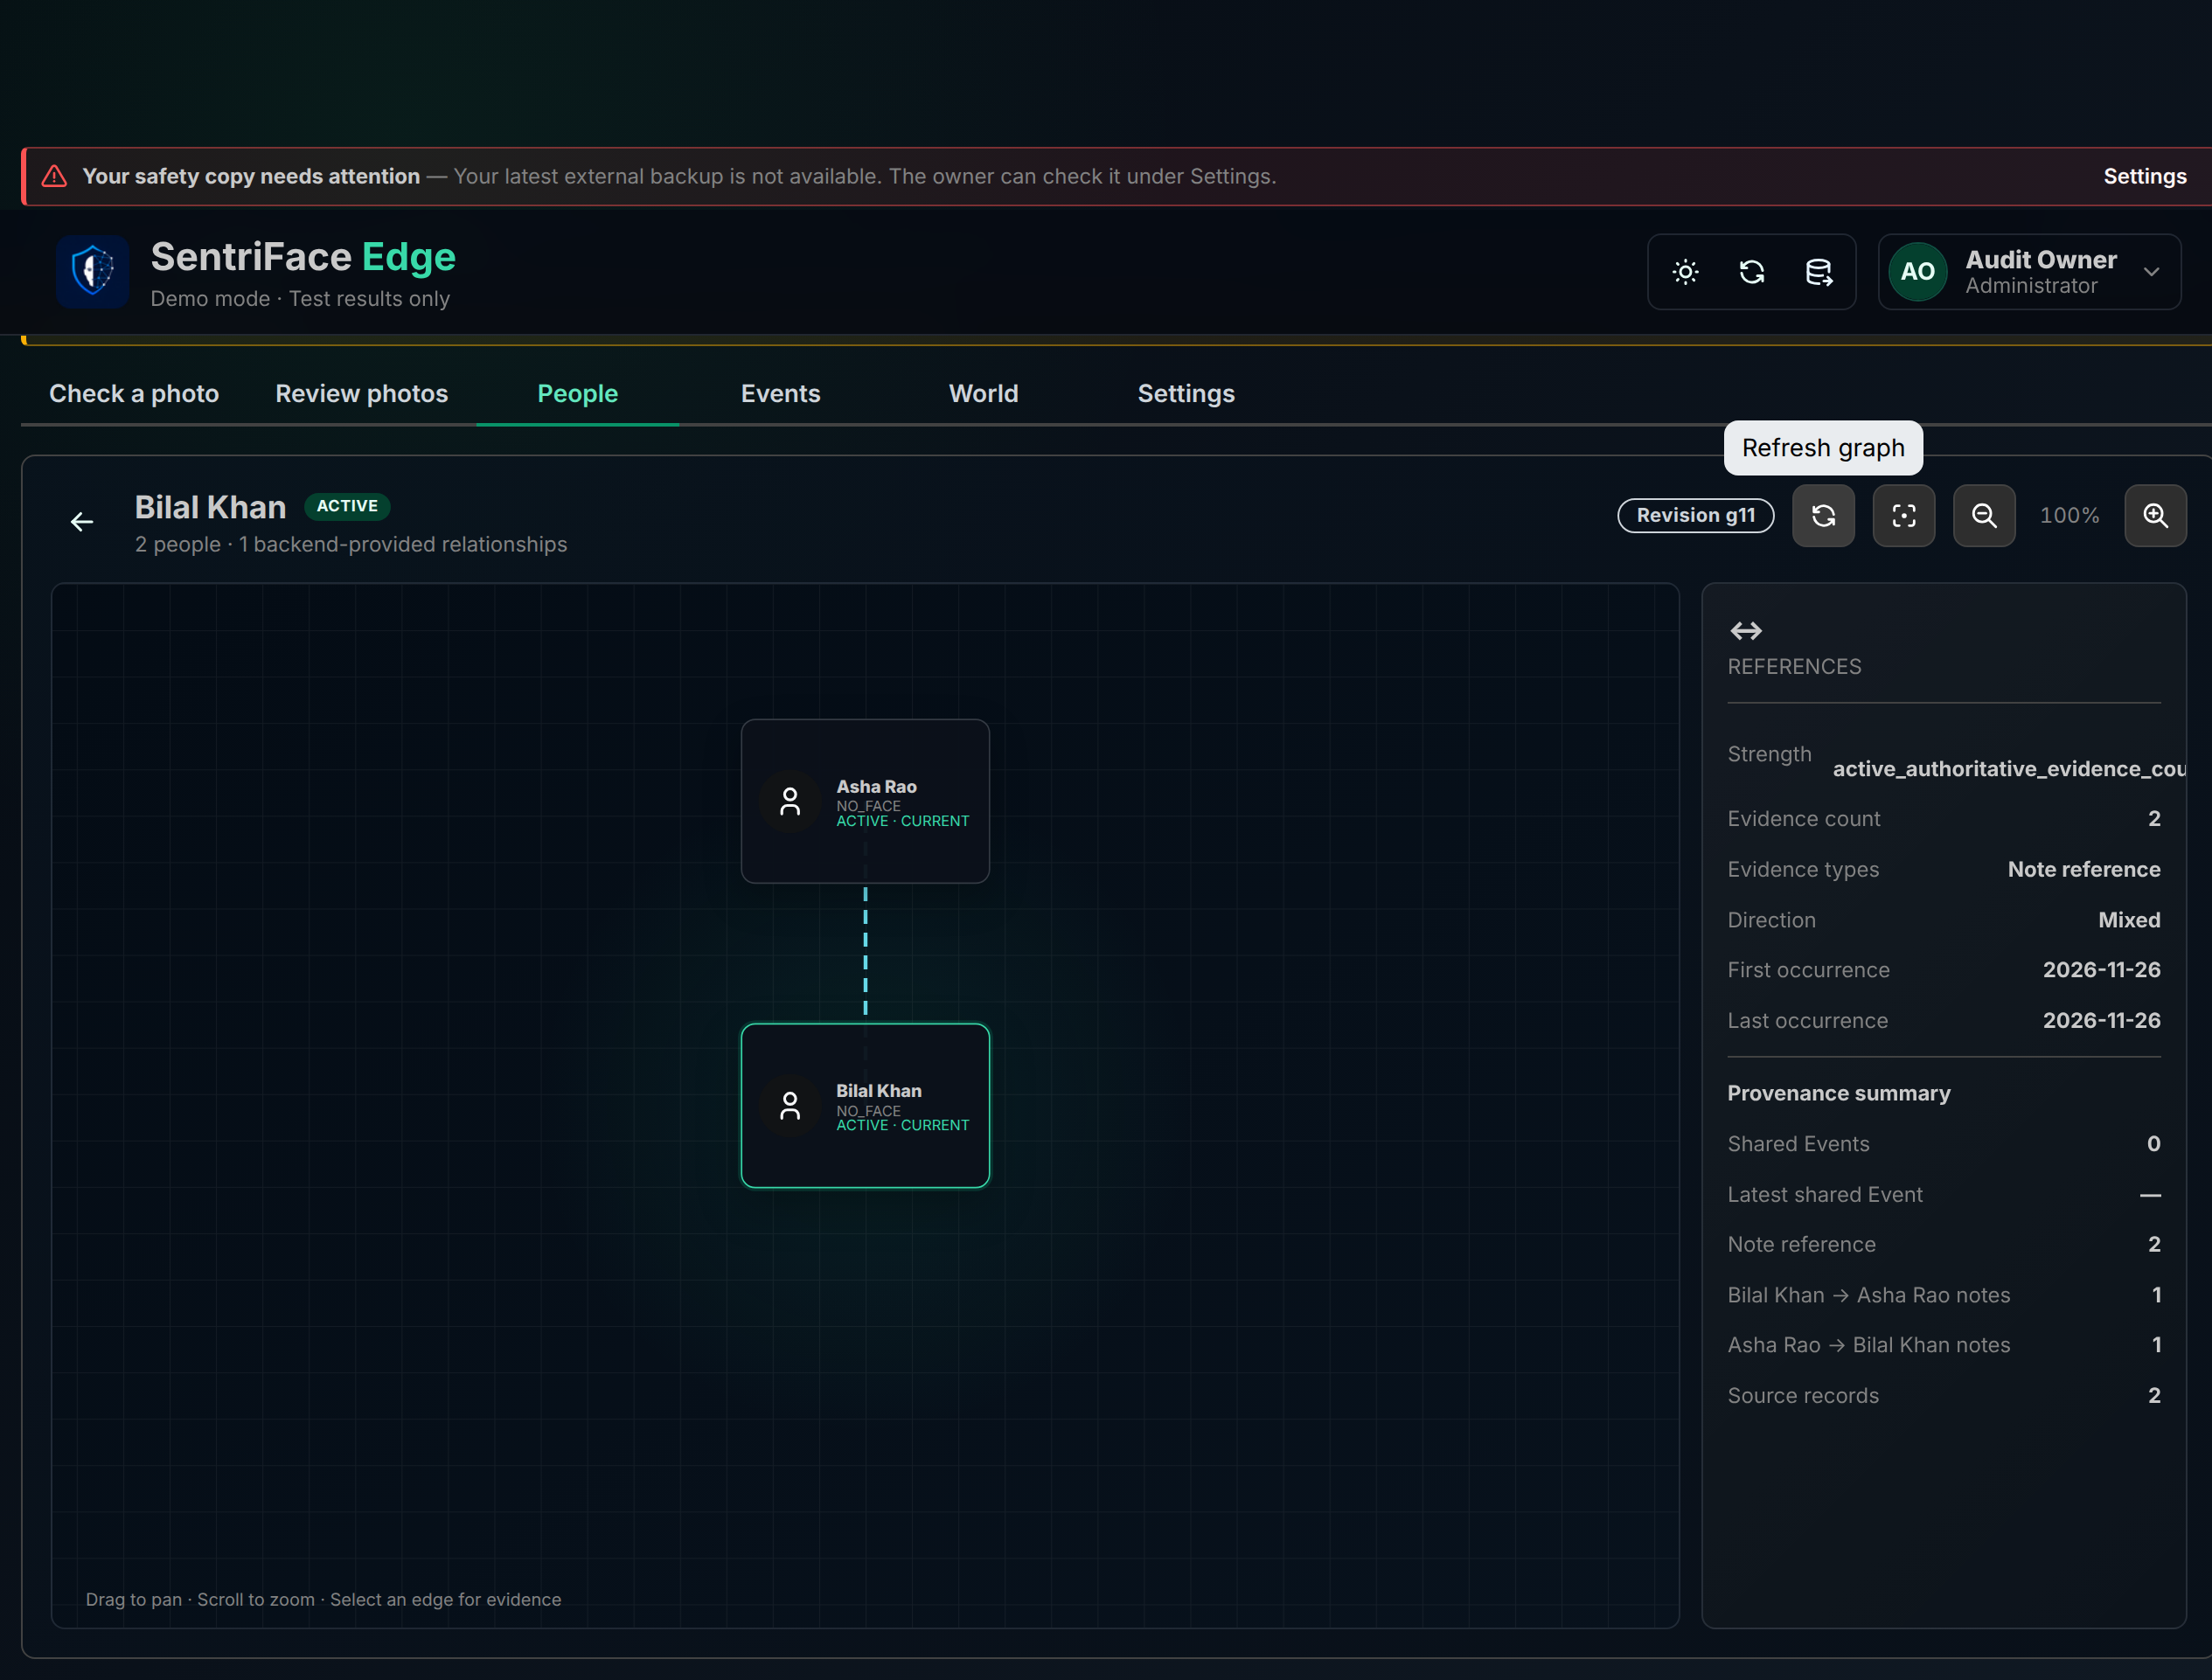 Your safety copy needs attention — Your latest external backup is not available. The owner can check it under Settings.
Settings
SentriFace Edge
Demo mode · Test results only
AO
Audit Owner
Administrator
Check a photo
Review photos
People
Events
World
Settings
Refresh graph
Bilal Khan
ACTIVE
2 people · 1 backend-provided relationships
Revision g11
100%
Asha Rao
NO_FACE
ACTIVE · CURRENT
Bilal Khan
NO_FACE
ACTIVE · CURRENT
Drag to pan · Scroll to zoom · Select an edge for evidence
REFERENCES
Strength active_authoritative_evidence_cou
Evidence count 2
Evidence types Note reference
Direction Mixed
First occurrence 2026-11-26
Last occurrence 2026-11-26
Provenance summary
Shared Events 0
Latest shared Event —
Note reference 2
Bilal Khan → Asha Rao notes 1
Asha Rao → Bilal Khan notes 1
Source records 2